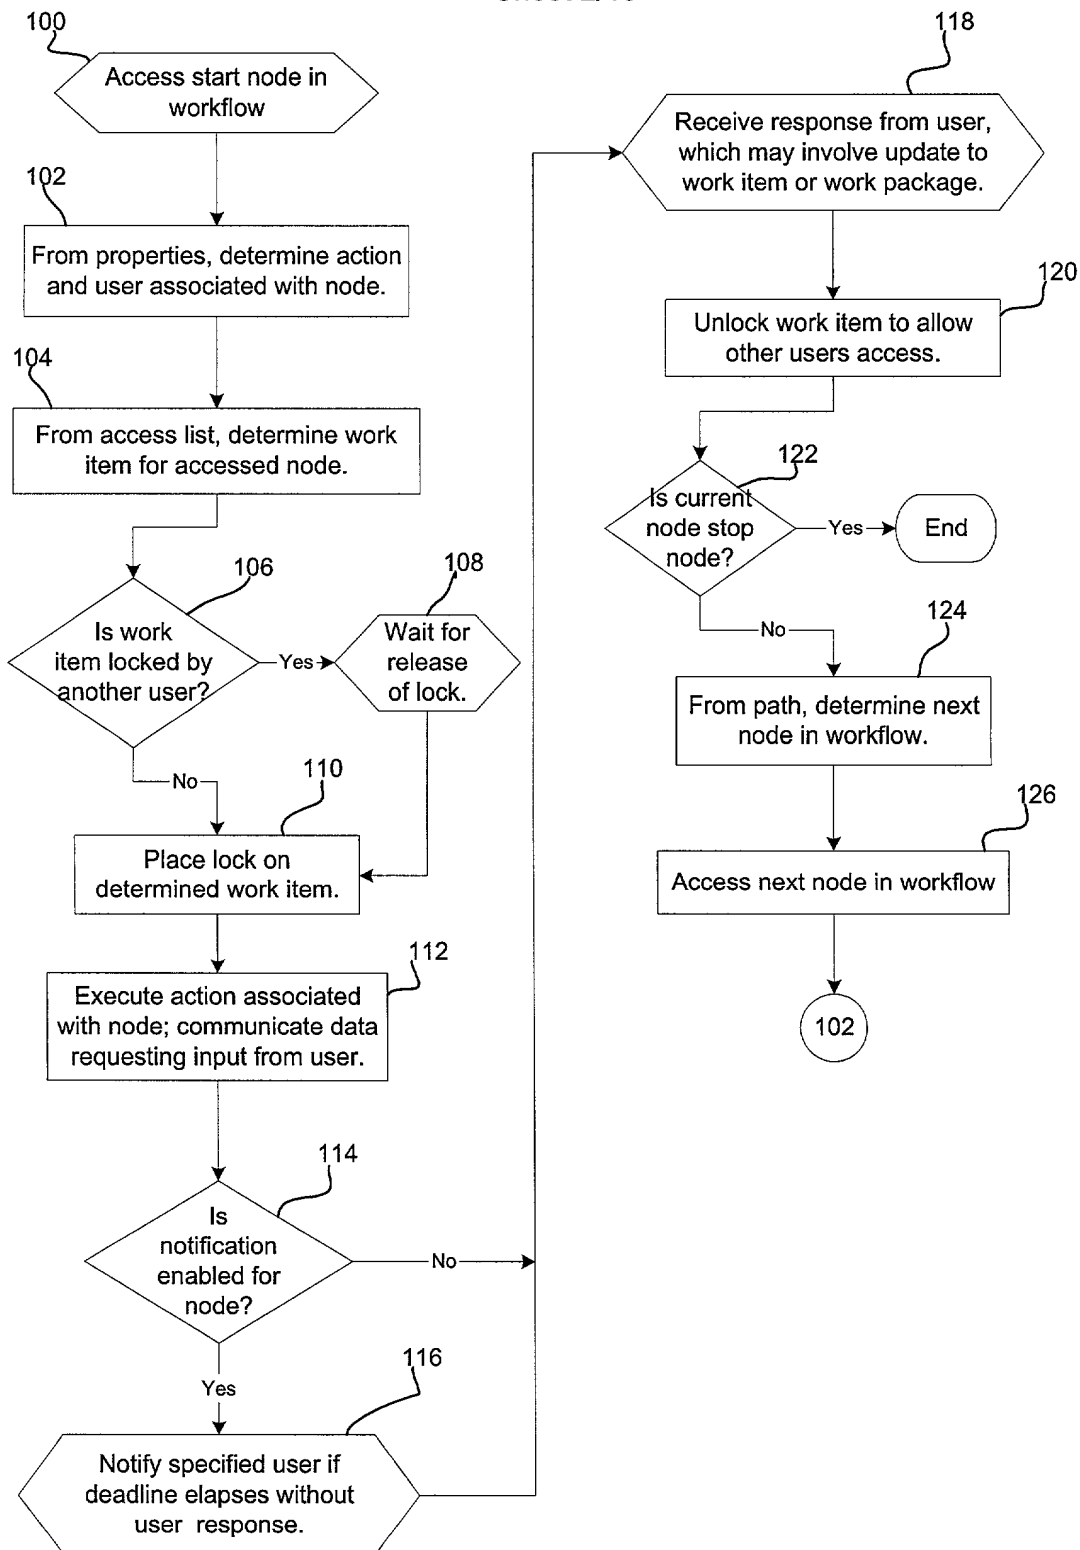 100
Access start node in
workflow
102
From properties, determine action
and user associated with node.
104
From access list, determine work
item for accessed node.
106
Is work
item locked by
another user?
Yes
108
Wait for
release
of lock.
No
110
Place lock on
determined work item.
112
Execute action associated
with node; communicate data
requesting input from user.
114
Is
notification
enabled for
node?
No
Yes
116
Notify specified user if
deadline elapses without
user response.
118
Receive response from user,
which may involve update to
work item or work package.
120
Unlock work item to allow
other users access.
122
Is current
node stop
node?
Yes
End
No
124
From path, determine next
node in workflow.
126
Access next node in workflow
102